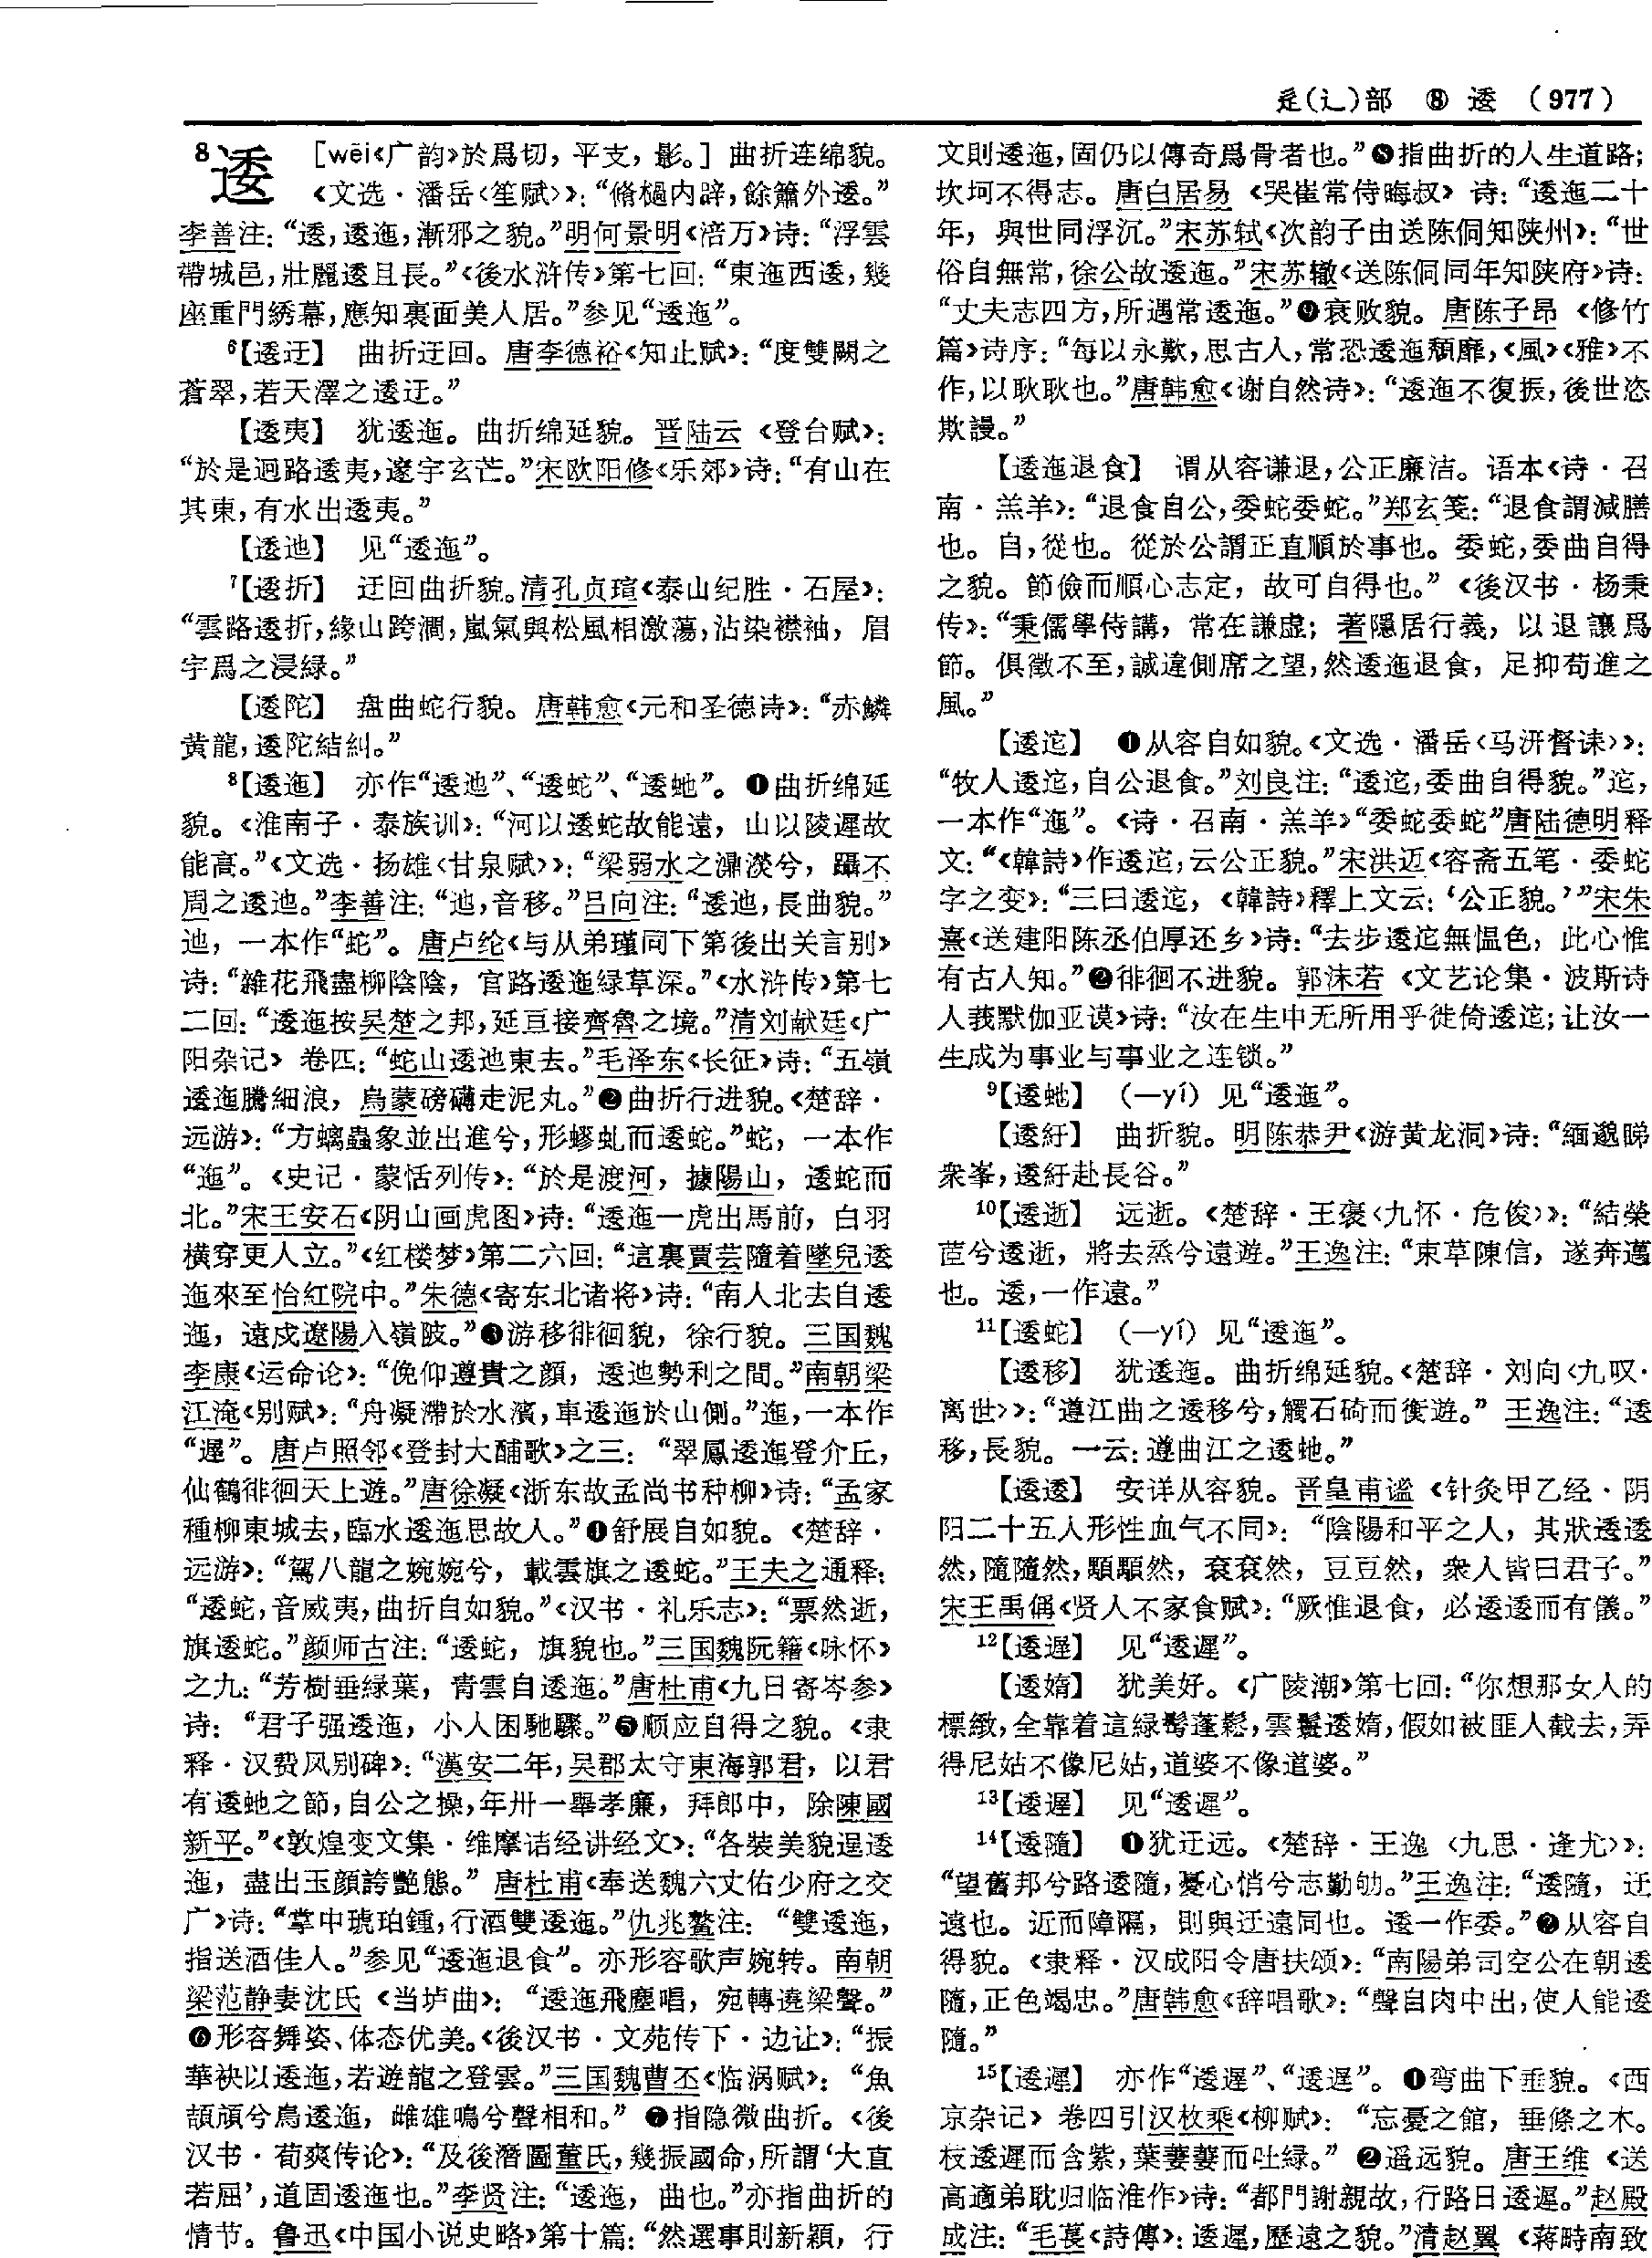 辵(辶)部 ⑧ 逶 (977)
8逶 [wēi《广韵》於爲切，平支，影。] 曲折连绵貌。
《文选·潘岳〈笙赋〉》：“脩檛内辟，餘簫外逶。”
李善注：“逶，逶迤，漸邪之貌。”明何景明《涪万》诗：“浮雲
帶城邑，壯麗逶且長。”《後水浒传》第七回：“東迤西逶，幾
座重門綉幕，應知裏面美人居。”参见“逶迤”。
6【逶迂】 曲折迂回。唐李德裕《知止赋》：“度雙闕之
蒼翠，若天澤之逶迂。”
【逶夷】 犹逶迤。曲折绵延貌。晋陆云《登台赋》：
“於是迴路逶夷，邃宇玄芒。”宋欧阳修《乐郊》诗：“有山在
其東，有水出逶夷。”
【逶迆】 见“逶迤”。
7【逶折】 迂回曲折貌。清孔贞瑄《泰山纪胜·石屋》：
“雲路逶折，緣山跨澗，嵐氣與松風相激蕩，沾染襟袖，眉
宇爲之浸緑。”
【逶陀】 盘曲蛇行貌。唐韩愈《元和圣德诗》：“赤鱗
黄龍，逶陀結糾。”
8【逶迤】 亦作“逶迆”、“逶蛇”、“逶虵”。❶曲折绵延
貌。《淮南子·泰族训》：“河以逶蛇故能遠，山以陵遲故
能高。”《文选·扬雄〈甘泉赋〉》：“梁弱水之濎濙兮，躡不
周之逶迆。”李善注：“迆，音移。”吕向注：“逶迆，長曲貌。”
迆，一本作“蛇”。唐卢纶《与从弟瑾同下第後出关言别》
诗：“雜花飛盡柳陰陰，官路逶迤緑草深。”《水浒传》第七
二回：“逶迤按吴楚之邦，延亘接齊魯之境。”清刘献廷《广
阳杂记》卷四：“蛇山逶迆東去。”毛泽东《长征》诗：“五嶺
逶迤騰細浪，烏蒙磅礴走泥丸。”❷曲折行进貌。《楚辞·
远游》：“方螭蟲象並出進兮，形蟉虬而逶蛇。”蛇，一本作
“迤”。《史记·蒙恬列传》：“於是渡河，據陽山，逶蛇而
北。”宋王安石《阴山画虎图》诗：“逶迤一虎出馬前，白羽
横穿更人立。”《红楼梦》第二六回：“這裏賈芸隨着墜兒逶
迤來至怡紅院中。”朱德《寄东北诸将》诗：“南人北去自逶
迤，遠戍遼陽入嶺陂。”❸游移徘徊貌，徐行貌。三国魏
李康《运命论》：“俛仰遵貴之顔，逶迆勢利之間。”南朝梁
江淹《别赋》：“舟凝滯於水濱，車逶迤於山側。”迤，一本作
“遲”。唐卢照邻《登封大酺歌》之三：“翠鳳逶迤登介丘，
仙鶴徘徊天上遊。”唐徐凝《浙东故孟尚书种柳》诗：“孟家
種柳東城去，臨水逶迤思故人。”❹舒展自如貌。《楚辞·
远游》：“駕八龍之婉婉兮，載雲旗之逶蛇。”王夫之通释：
“逶蛇，音威夷，曲折自如貌。”《汉书·礼乐志》：“票然逝，
旗逶蛇。”颜师古注：“逶蛇，旗貌也。”三国魏阮籍《咏怀》
之九：“芳樹垂緑葉，青雲自逶迤。”唐杜甫《九日寄岑参》
诗：“君子强逶迤，小人困馳驟。”❺顺应自得之貌。《隶
释·汉费凤别碑》：“漢安二年，吴郡太守東海郭君，以君
有逶虵之節，自公之操，年卅一舉孝廉，拜郎中，除陳國
新平。”《敦煌变文集·维摩诘经讲经文》：“各裝美貌逞逶
迤，盡出玉顔誇艷態。”唐杜甫《奉送魏六丈佑少府之交
广》诗：“掌中琥珀鍾，行酒雙逶迤。”仇兆鳌注：“雙逶迤，
指送酒佳人。”参见“逶迤退食”。亦形容歌声婉转。南朝
梁范静妻沈氏《当垆曲》：“逶迤飛塵唱，宛轉遶梁聲。”
❻形容舞姿、体态优美。《後汉书·文苑传下·边让》：“振
華袂以逶迤，若遊龍之登雲。”三国魏曹丕《临涡赋》：“魚
頡頏兮鳥逶迤，雌雄鳴兮聲相和。”❼指隐微曲折。《後
汉书·荀爽传论》：“及後潛圖董氏，幾振國命，所謂‘大直
若屈’，道固逶迤也。”李贤注：“逶迤，曲也。”亦指曲折的
情节。鲁迅《中国小说史略》第十篇：“然選事則新穎，行
文則逶迤，固仍以傳奇爲骨者也。”❽指曲折的人生道路；
坎坷不得志。唐白居易《哭崔常侍晦叔》诗：“逶迤二十
年，與世同浮沉。”宋苏轼《次韵子由送陈侗知陕州》：“世
俗自無常，徐公故逶迤。”宋苏辙《送陈侗同年知陕府》诗：
“丈夫志四方，所遇常逶迤。”❾衰败貌。唐陈子昂《修竹
篇》诗序：“每以永歎，思古人，常恐逶迤頽靡，《風》《雅》不
作，以耿耿也。”唐韩愈《谢自然诗》：“逶迤不復振，後世恣
欺謾。”
【逶迤退食】 谓从容谦退，公正廉洁。语本《诗·召
南·羔羊》：“退食自公，委蛇委蛇。”郑玄笺：“退食謂減膳
也。自，從也。從於公謂正直順於事也。委蛇，委曲自得
之貌。節儉而順心志定，故可自得也。”《後汉书·杨秉
传》：“秉儒學侍講，常在謙虚；著隱居行義，以退讓爲
節。俱徵不至，誠違側席之望，然逶迤退食，足抑苟進之
風。”
【逶迱】 ❶从容自如貌。《文选·潘岳〈马汧督诔〉》：
“牧人逶迱，自公退食。”刘良注：“逶迱，委曲自得貌。”迱，
一本作“迤”。《诗·召南·羔羊》“委蛇委蛇”唐陆德明释
文：“《韓詩》作逶迱，云公正貌。”宋洪迈《容斋五笔·委蛇
字之变》：“三曰逶迱，《韓詩》釋上文云：‘公正貌。’”宋朱
熹《送建阳陈丞伯厚还乡》诗：“去步逶迱無愠色，此心惟
有古人知。”❷徘徊不进貌。郭沫若《文艺论集·波斯诗
人莪默伽亚谟》诗：“汝在生中无所用乎徙倚逶迱；让汝一
生成为事业与事业之连锁。”
9【逶虵】 （一yí）见“逶迤”。
【逶紆】 曲折貌。明陈恭尹《游黄龙洞》诗：“緬邈睇
衆峯，逶紆赴長谷。”
10【逶逝】 远逝。《楚辞·王褒〈九怀·危俊〉》：“結榮
茝兮逶逝，將去烝兮遠遊。”王逸注：“束草陳信，遂奔邁
也。逶，一作遠。”
11【逶蛇】 （一yí）见“逶迤”。
【逶移】 犹逶迤。曲折绵延貌。《楚辞·刘向〈九叹·
离世〉》：“遵江曲之逶移兮，觸石碕而衡遊。”王逸注：“逶
移，長貌。一云：遵曲江之逶虵。”
【逶逶】 安详从容貌。晋皇甫谧《针灸甲乙经·阴
阳二十五人形性血气不同》：“陰陽和平之人，其狀逶逶
然，隨隨然，顒顒然，衮衮然，豆豆然，衆人皆曰君子。”
宋王禹偁《贤人不家食赋》：“厥惟退食，必逶逶而有儀。”
12【逶遅】 见“逶遲”。
【逶媠】 犹美好。《广陵潮》第七回：“你想那女人的
標緻，全靠着這緑鬓蓬鬆，雲鬟逶媠，假如被匪人截去，弄
得尼姑不像尼姑，道婆不像道婆。”
13【逶遟】 见“逶遲”。
14【逶隨】 ❶犹迂远。《楚辞·王逸〈九思·逢尤〉》：
“望舊邦兮路逶隨，憂心悄兮志勤劬。”王逸注：“逶隨，迂
遠也。近而障隔，則與迂遠同也。逶一作委。”❷从容自
得貌。《隶释·汉成阳令唐扶颂》：“南陽弟司空公在朝逶
隨，正色竭忠。”唐韩愈《辞唱歌》：“聲自肉中出，使人能逶
隨。”
15【逶遲】 亦作“逶遅”、“逶遟”。❶弯曲下垂貌。《西
京杂记》卷四引汉枚乘《柳赋》：“忘憂之館，垂條之木。
枝逶遲而含紫，葉萋萋而吐緑。”❷遥远貌。唐王维《送
高適弟耽归临淮作》诗：“都門謝親故，行路日逶遲。”赵殿
成注：“毛萇《詩傳》：逶遲，歷遠之貌。”清赵翼《蒋時南致